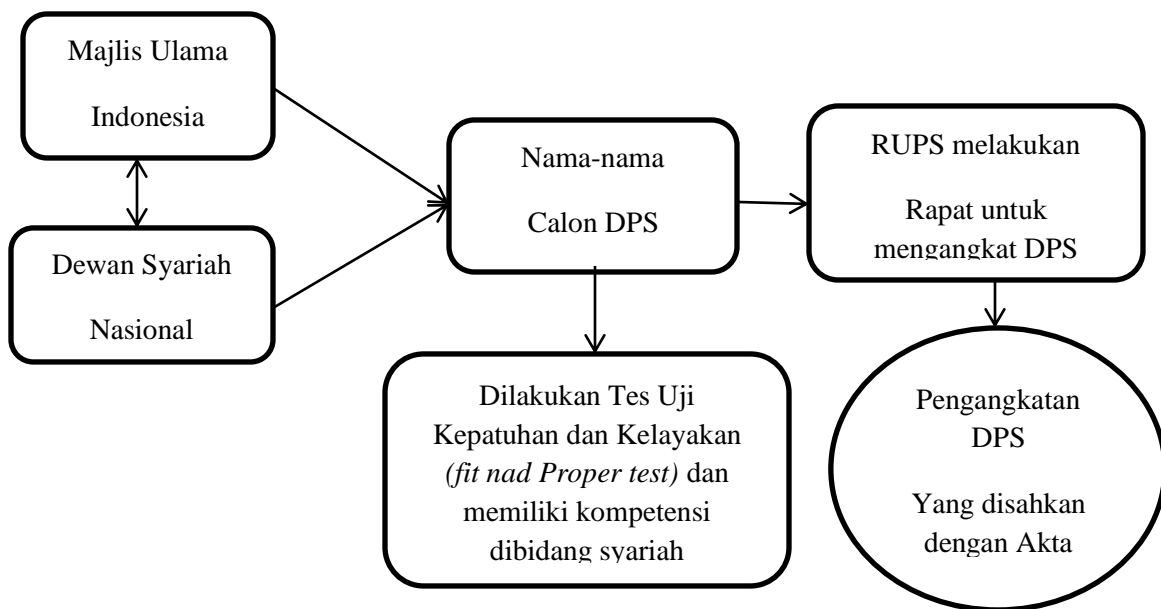 Majlis Ulama
Indonesia
Dewan Syariah
Nasional
Nama-nama
Calon DPS
RUPS melakukan
Rapat untuk
mengangkat DPS
Dilakukan Tes Uji
Kepatuhan dan Kelayakan
(fit nad Proper test) dan
memiliki kompetensi
dibidang syariah
Pengangkatan
DPS
Yang disahkan
dengan Akta